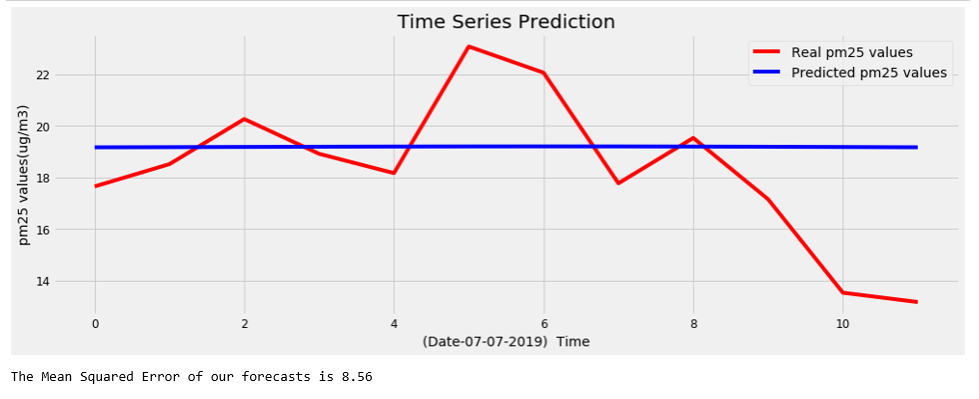 Time Series Prediction
Real pm25 values
Predicted pm25 values
pm25 values(ug/m3)
22
20
18
16
14
0 2 4 6 8 10
(Date-07-07-2019) Time
The Mean Squared Error of our forecasts is 8.56